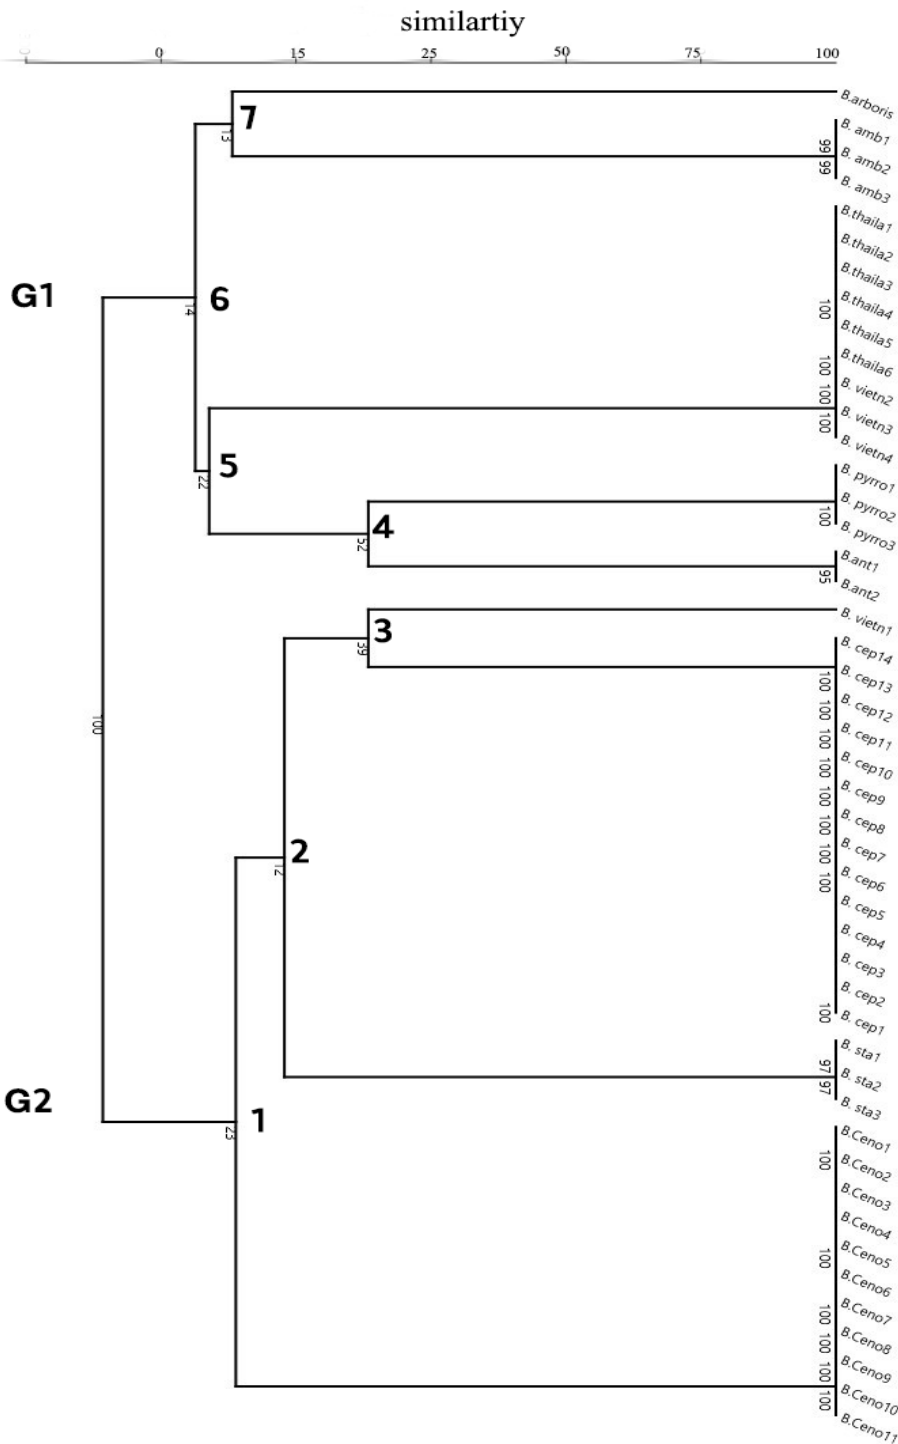 similartiy
0 15 25 50 75 100
B.arboris
7
13
B. amb1
99
B. amb2
99
B. amb3
B.thaila1
B.thaila2
B.thaila3
G1
6
14
B.thaila4
100
B.thaila5
B.thaila6
100
B. vietn2
100
B. vietn3
100
B. vietn4
5
22
B. pyrro1
B. pyrro2
100
B. pyrro3
4
52
B.ant1
95
B.ant2
B. vietn1
3
39
B. cep14
B. cep13
100
B. cep12
100
100
B. cep11
100
B. cep10
100
B. cep9
100
B. cep8
100
B. cep7
2
12
100
B. cep6
B. cep5
B. cep4
B. cep3
B. cep2
100
B. cep1
B. sta1
97
B. sta2
97
B. sta3
G2
1
23
B.Ceno1
100
B.Ceno2
B.Ceno3
B.Ceno4
B.Ceno5
100
B.Ceno6
B.Ceno7
100
B.Ceno8
100
B.Ceno9
100
B.Ceno10
100
B.Ceno11